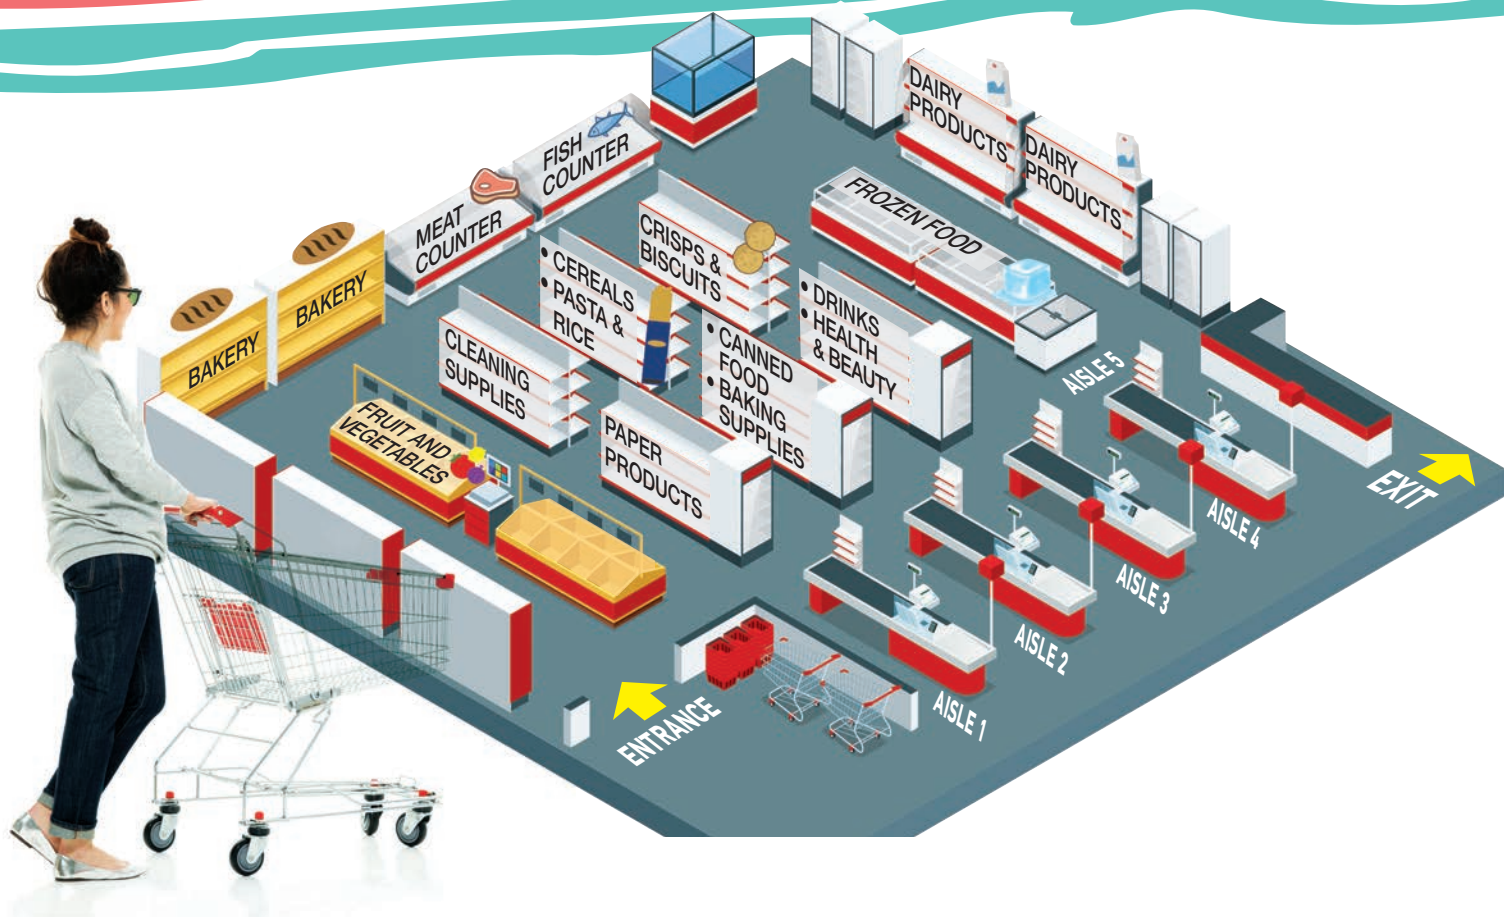 DAIRY
PRODUCTS
DAIRY
PRODUCTS
FISH
COUNTER
MEAT
COUNTER
FROZEN FOOD
BAKERY
BAKERY
CRISPS &
BISCUITS
• CEREALS
• PASTA &
RICE
• DRINKS
• HEALTH
& BEAUTY
CLEANING
SUPPLIES
• CANNED
FOOD
• BAKING
SUPPLIES
FRUIT AND
VEGETABLES
PAPER
PRODUCTS
AISLE 5
AISLE 4
AISLE 3
AISLE 2
AISLE 1
EXIT
ENTRANCE